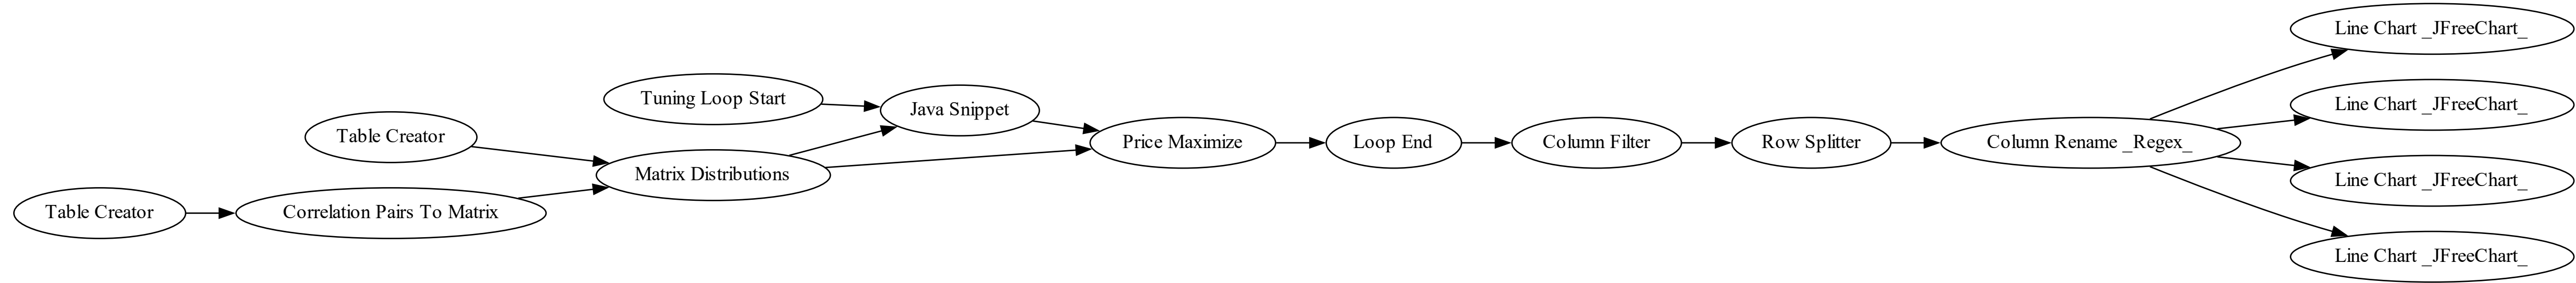 Table Creator
Correlation Pairs To Matrix
Table Creator
Matrix Distributions
Tuning Loop Start
Java Snippet
Price Maximize
Loop End
Column Filter
Row Splitter
Column Rename _Regex_
Line Chart _JFreeChart_
Line Chart _JFreeChart_
Line Chart _JFreeChart_
Line Chart _JFreeChart_